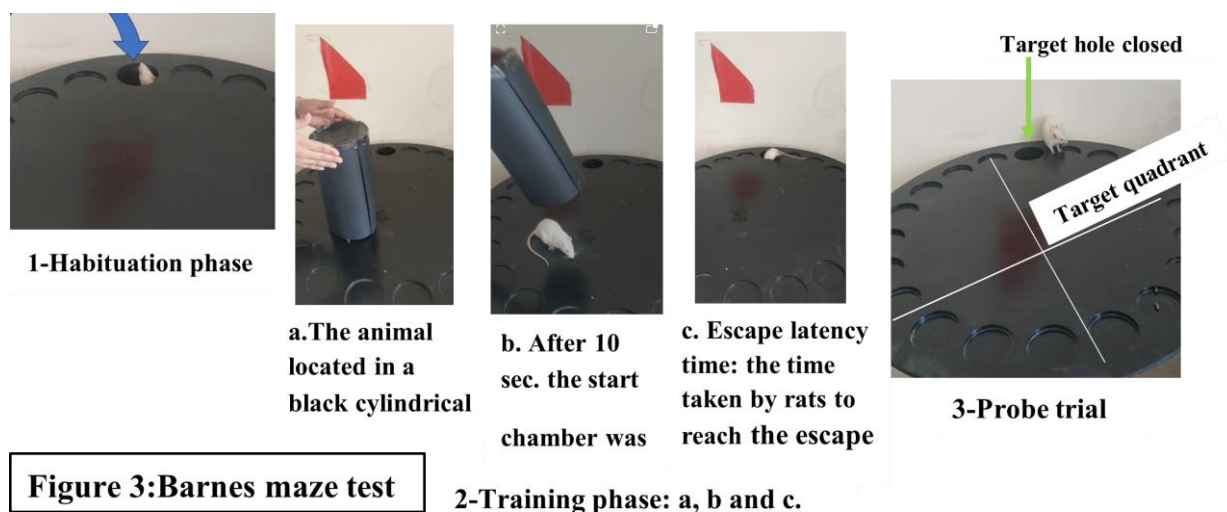 1-Habituation phase
a.The animal
located in a
black cylindrical
b. After 10
sec. the start
chamber was
c. Escape latency
time: the time
taken by rats to
reach the escape
Target hole closed
Target quadrant
3-Probe trial
Figure 3:Barnes maze test
2-Training phase: a, b and c.